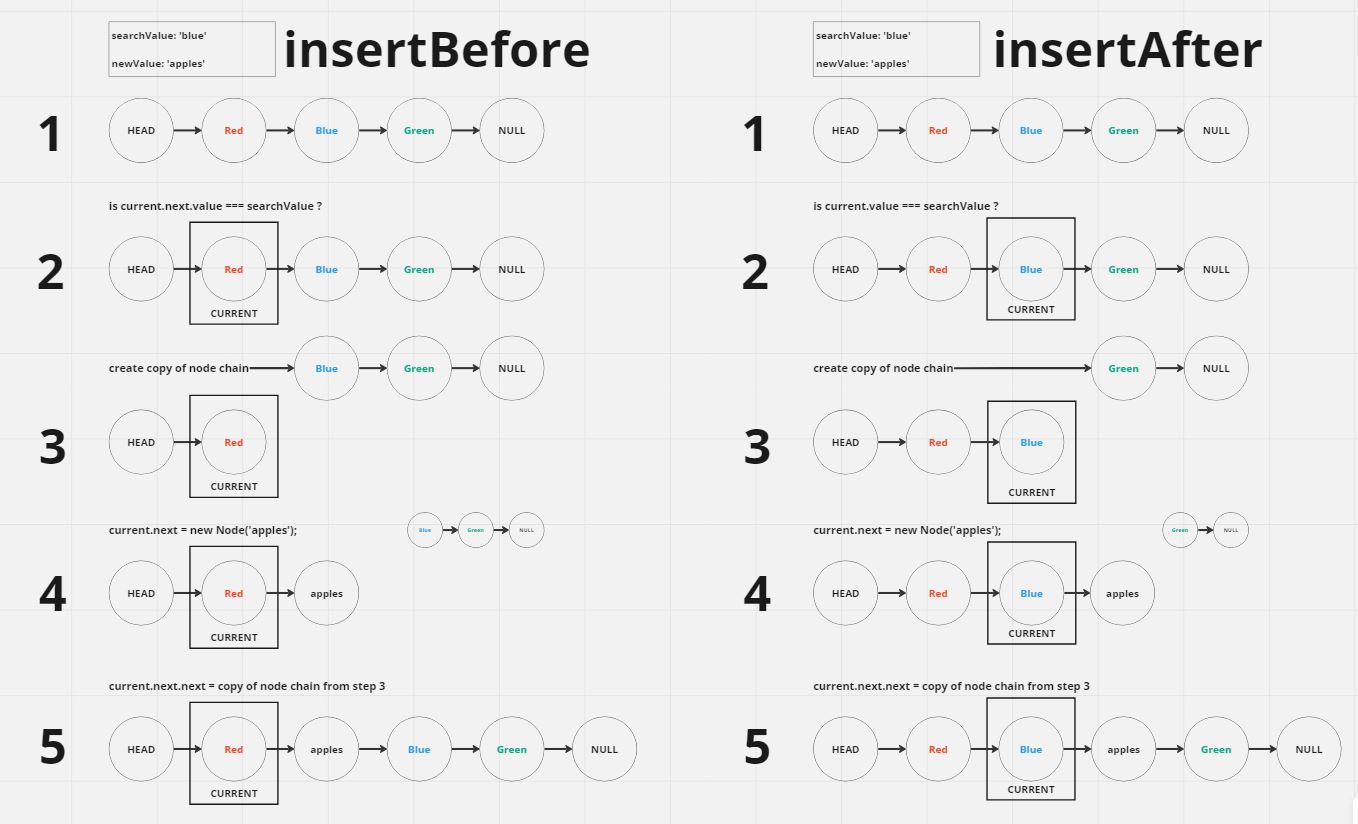 searchValue: 'blue'
newValue: 'apples'
insertBefore
1
HEAD Red Blue Green NULL
is current.next.value === searchValue ?
2
HEAD Red Blue Green NULL
CURRENT
create copy of node chain Blue Green NULL
3
HEAD Red
CURRENT
current.next = new Node('apples'); Blue Green NULL
4
HEAD Red apples
CURRENT
current.next.next = copy of node chain from step 3
5
HEAD Red apples Blue Green NULL
CURRENT
searchValue: 'blue'
newValue: 'apples'
insertAfter
1
HEAD Red Blue Green NULL
is current.value === searchValue ?
2
HEAD Red Blue Green NULL
CURRENT
create copy of node chain Green NULL
3
HEAD Red Blue
CURRENT
current.next = new Node('apples'); Green NULL
4
HEAD Red Blue apples
CURRENT
current.next.next = copy of node chain from step 3
5
HEAD Red Blue apples Green NULL
CURRENT